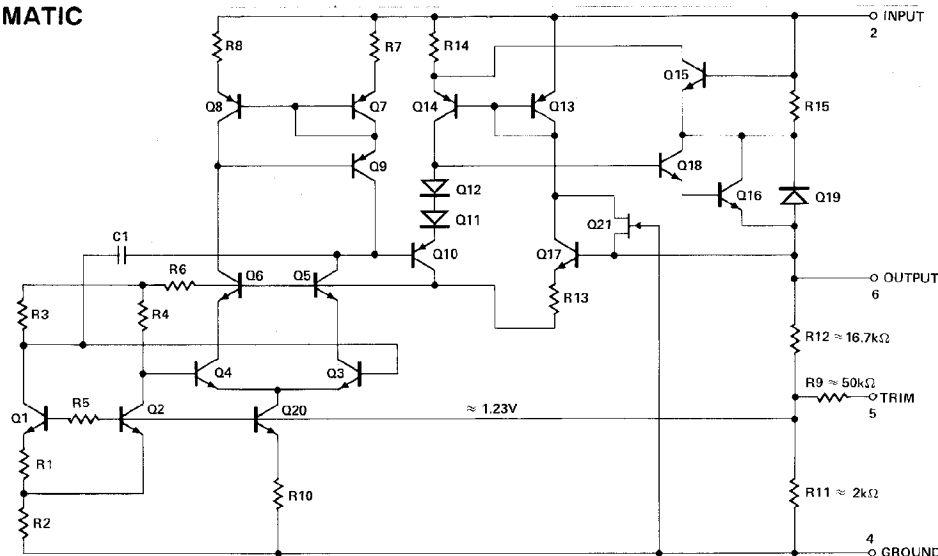 MATIC
INPUT
2
R8
R7
R14
Q15
R15
Q8
Q7
Q14
Q13
Q9
Q18
Q12
Q16
Q19
Q11
Q21
C1
Q10
Q17
R6
Q6
Q5
OUTPUT
6
R13
R3
R4
R12 ≈ 16.7kΩ
Q4
Q3
R9 ≈ 50kΩ
TRIM
5
Q1
R5
Q2
Q20
≈ 1.23V
R1
R10
R11 ≈ 2kΩ
R2
4
GROUND